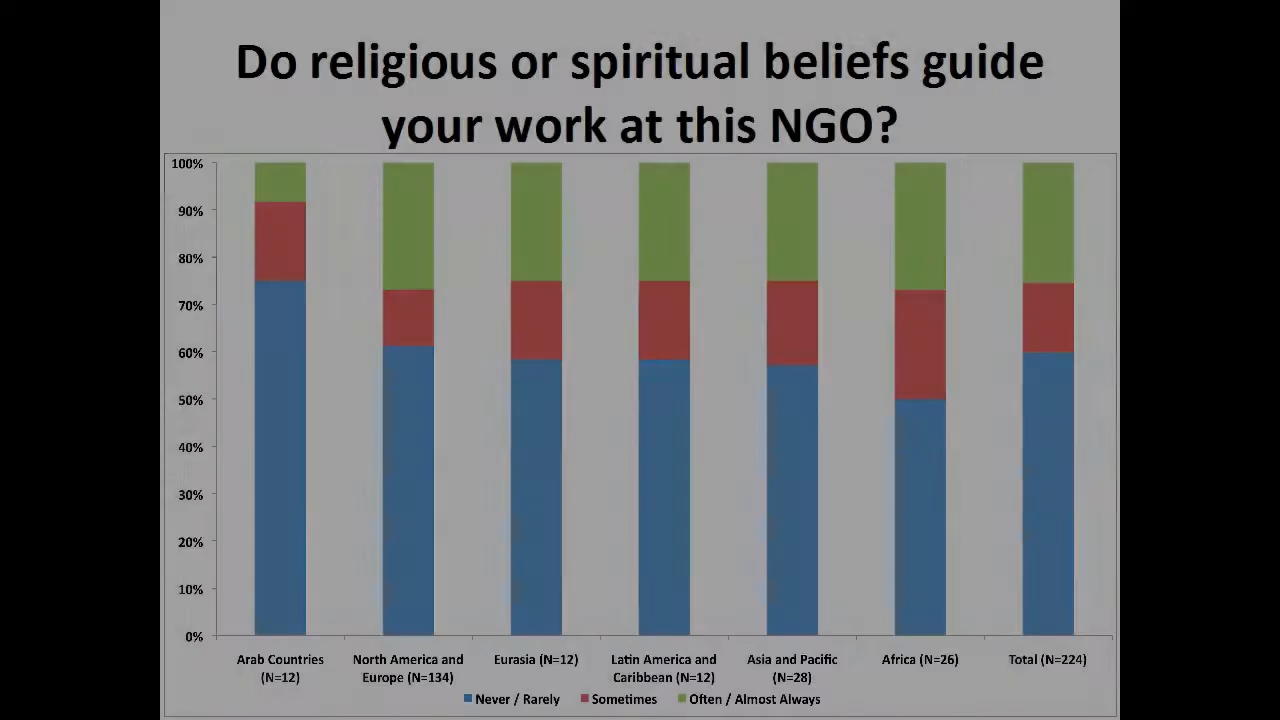 Do religious or spiritual beliefs guide
your work at this NGO?
100%
90%
80%
70%
60%
50%
40%
30%
20%
10%
0%
Arab Countries
(N=12)
North America and
Europe (N=134)
Eurasia (N=12)
Latin America and
Caribbean (N=12)
Asia and Pacific
(N=28)
Africa (N=26)
Total (N=224)
Never / Rarely
Sometimes
Often / Almost Always